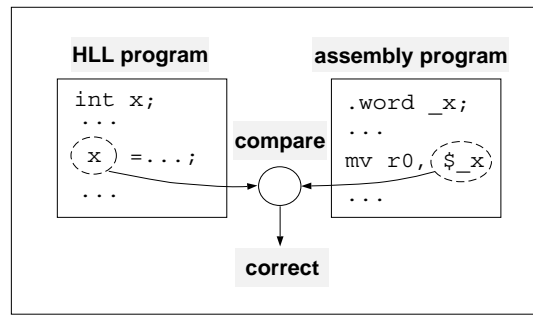 HLL program
int x;
...
x =...;
...
assembly program
.word _x;
...
mv r0, $_x
...
compare
correct